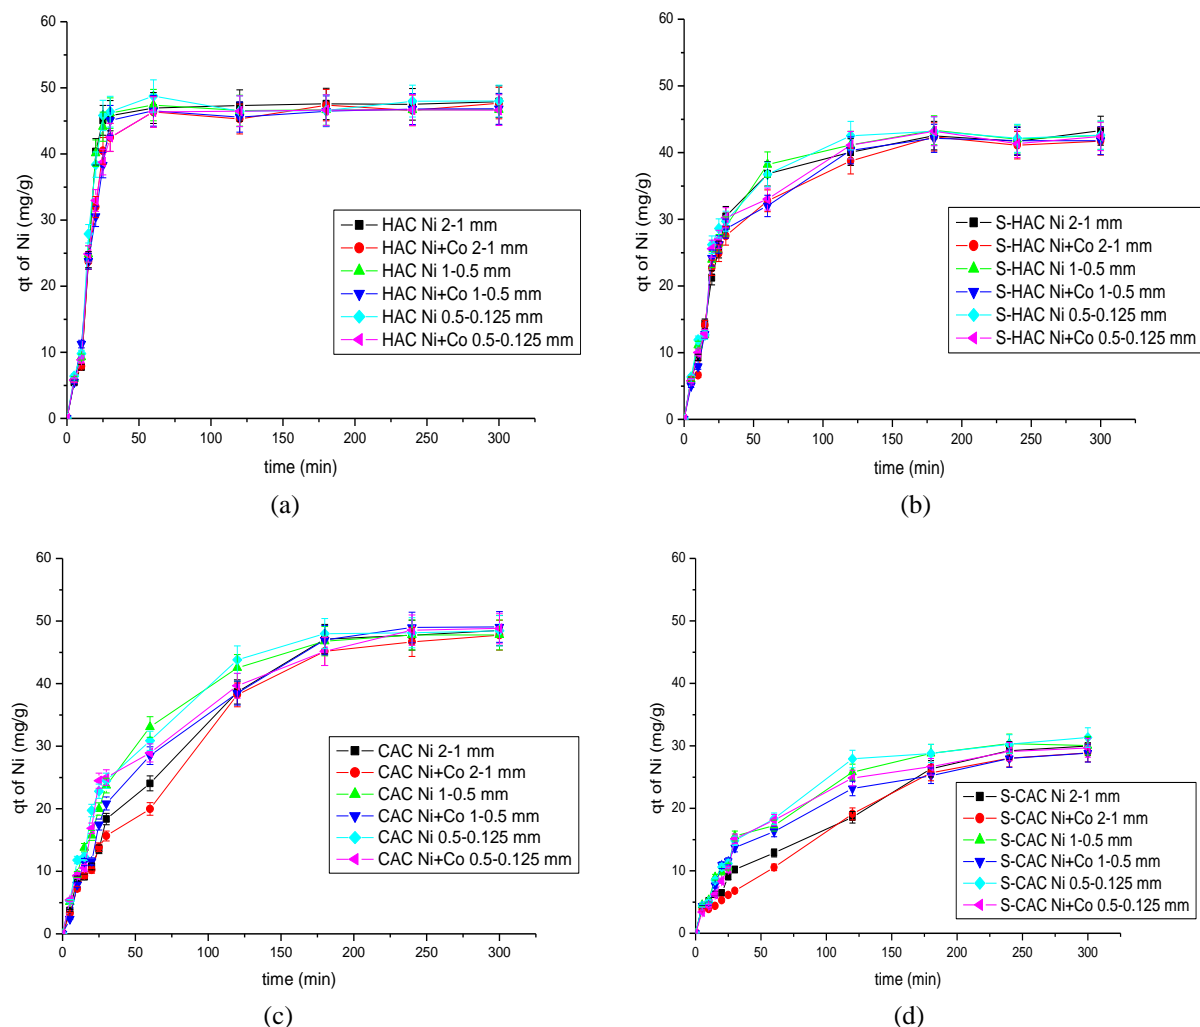 60
50
40
30
20
10
0
qt of Ni (mg/g)
HAC Ni 2-1 mm
HAC Ni+Co 2-1 mm
HAC Ni 1-0.5 mm
HAC Ni+Co 1-0.5 mm
HAC Ni 0.5-0.125 mm
HAC Ni+Co 0.5-0.125 mm
0 50 100 150 200 250 300
time (min)
(a)
60
50
40
30
20
10
0
qt of Ni (mg/g)
S-HAC Ni 2-1 mm
S-HAC Ni+Co 2-1 mm
S-HAC Ni 1-0.5 mm
S-HAC Ni+Co 1-0.5 mm
S-HAC Ni 0.5-0.125 mm
S-HAC Ni+Co 0.5-0.125 mm
0 50 100 150 200 250 300
time (min)
(b)
60
50
40
30
20
10
0
qt of Ni (mg/g)
CAC Ni 2-1 mm
CAC Ni+Co 2-1 mm
CAC Ni 1-0.5 mm
CAC Ni+Co 1-0.5 mm
CAC Ni 0.5-0.125 mm
CAC Ni+Co 0.5-0.125 mm
0 50 100 150 200 250 300
time (min)
(c)
60
50
40
30
20
10
0
qt of Ni (mg/g)
S-CAC Ni 2-1 mm
S-CAC Ni+Co 2-1 mm
S-CAC Ni 1-0.5 mm
S-CAC Ni+Co 1-0.5 mm
S-CAC Ni 0.5-0.125 mm
S-CAC Ni+Co 0.5-0.125 mm
0 50 100 150 200 250 300
time (min)
(d)